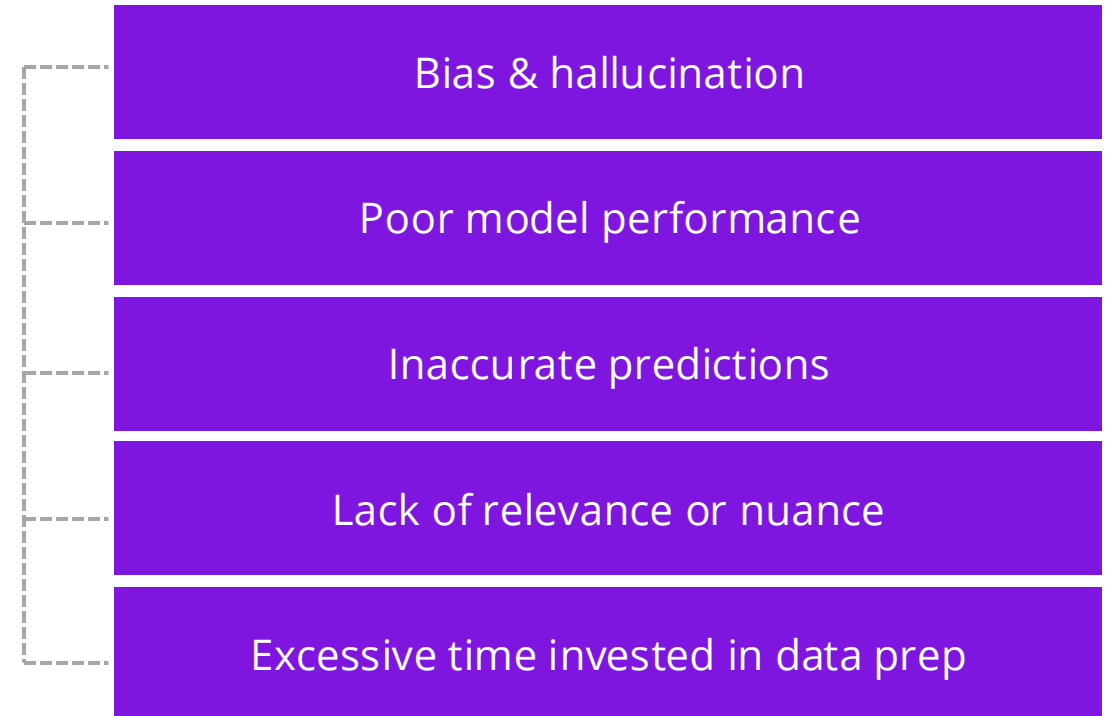 Bias & hallucination
Poor model performance
Inaccurate predictions
Lack of relevance or nuance
Excessive time invested in data prep